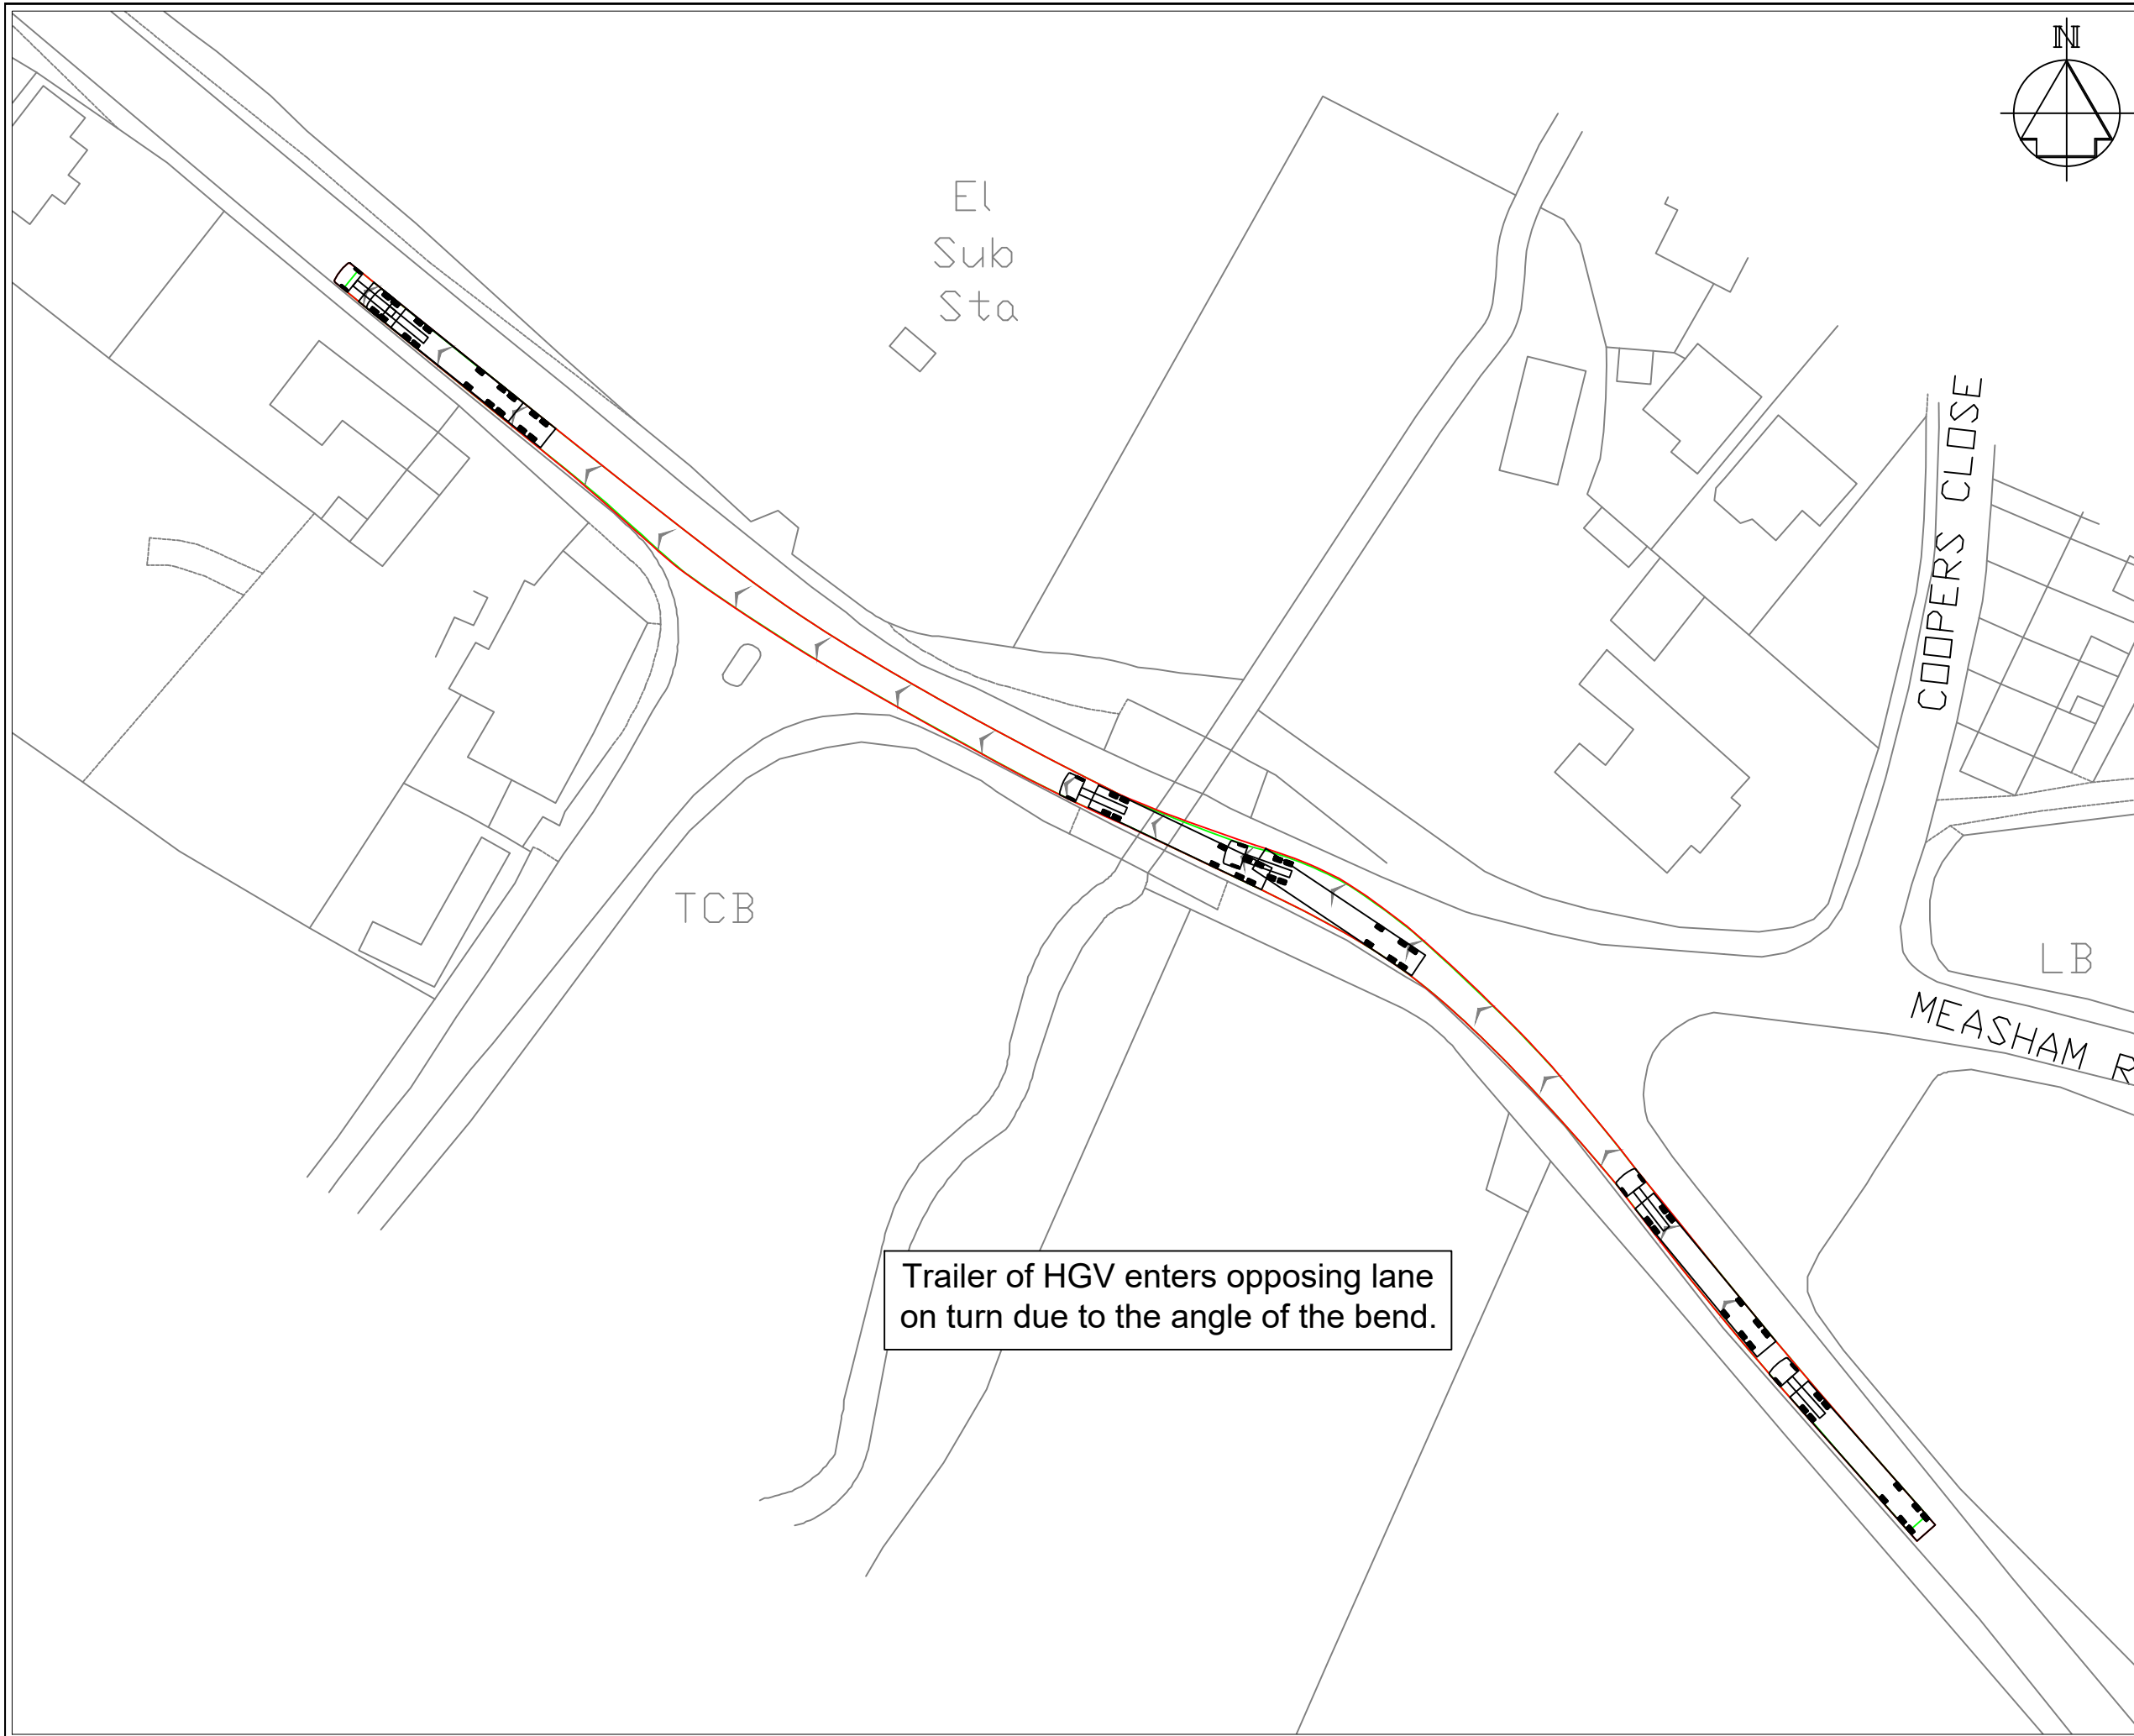 N
El
Sub
Sta
COPERS CLOSE
TCB
LB
MEASHAM R
Trailer of HGV enters opposing lane
on turn due to the angle of the bend.